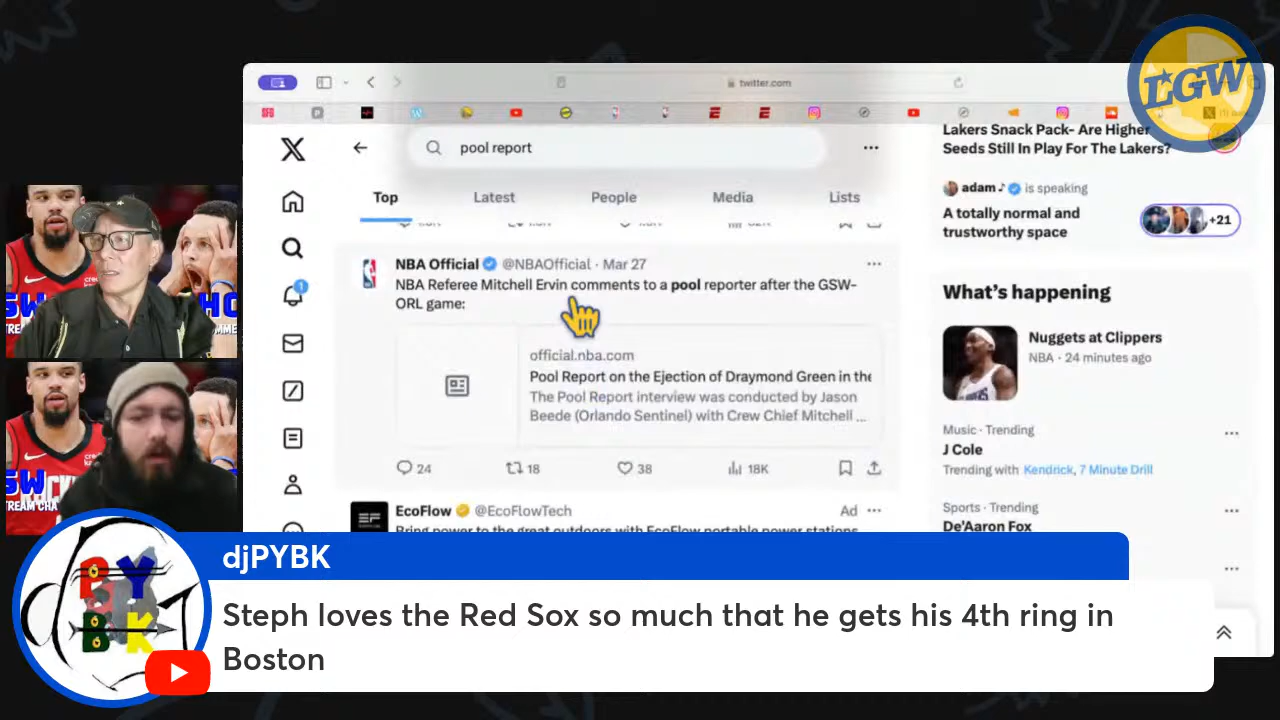 LGW
twitter.com
pool report
Top
Latest
People
Media
Lists
NBA Official @NBAOfficial · Mar 27
NBA Referee Mitchell Ervin comments to a pool reporter after the GSW-
ORL game:
official.nba.com
Pool Report on the Ejection of Draymond Green in the
The Pool Report interview was conducted by Jason
Beede (Orlando Sentinel) with Crew Chief Mitchell ...
24
18
38
18K
EcoFlow @EcoFlowTech
Ad
Bring power to the great outdoors with EcoFlow portable power stations
Lakers Snack Pack- Are Higher
Seeds Still In Play For The Lakers?
adam is speaking
A totally normal and
trustworthy space
+21
What's happening
Nuggets at Clippers
NBA · 24 minutes ago
Music · Trending
J Cole
Trending with Kendrick, 7 Minute Drill
Sports · Trending
De'Aaron Fox
1
djPYBK
Steph loves the Red Sox so much that he gets his 4th ring in
Boston
P Y
B K